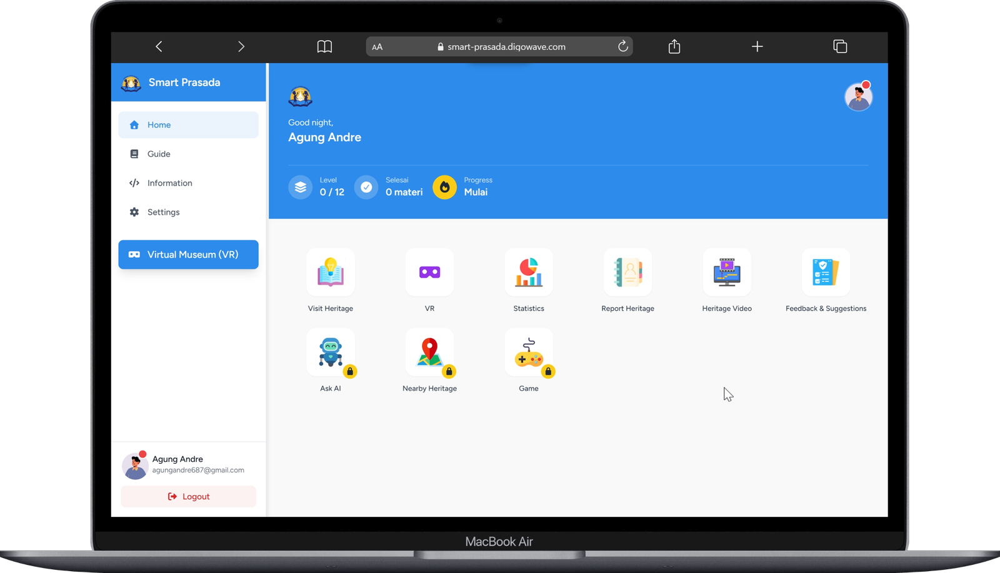 AA
smart-prasada.diqowave.com
Smart Prasada
Home
Guide
Information
Settings
Virtual Museum (VR)
Agung Andre
agungandre687@gmail.com
Logout
Good night,
Agung Andre
Level
0 / 12
Selesai
0 materi
Progress
Mulai
Visit Heritage
VR
Statistics
Report Heritage
Heritage Video
Feedback & Suggestions
Ask AI
Nearby Heritage
Game
MacBook Air